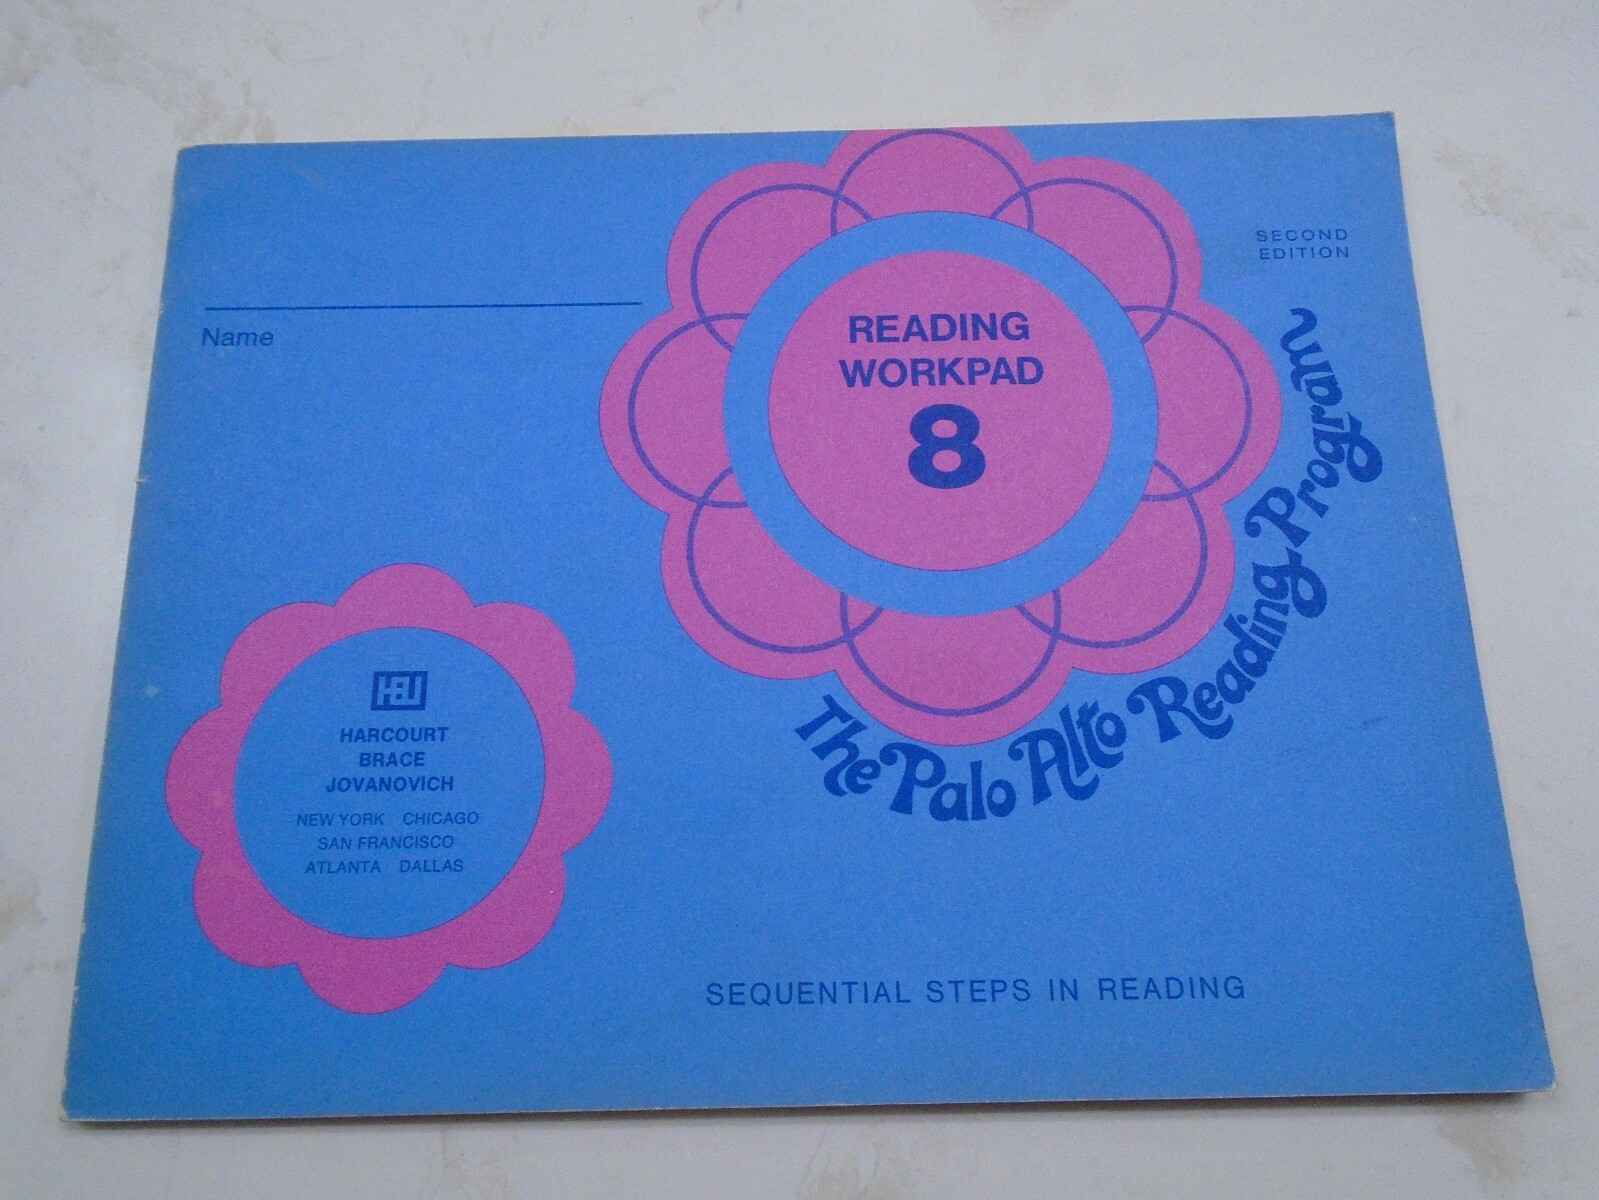 SECOND
EDITION
Name
READING
WORKPAD
8
The Palo Alto Reading Program
HBJ
HARCOURT
BRACE
JOVANOVICH
NEW YORK CHICAGO
SAN FRANCISCO
ATLANTA DALLAS
SEQUENTIAL STEPS IN READING